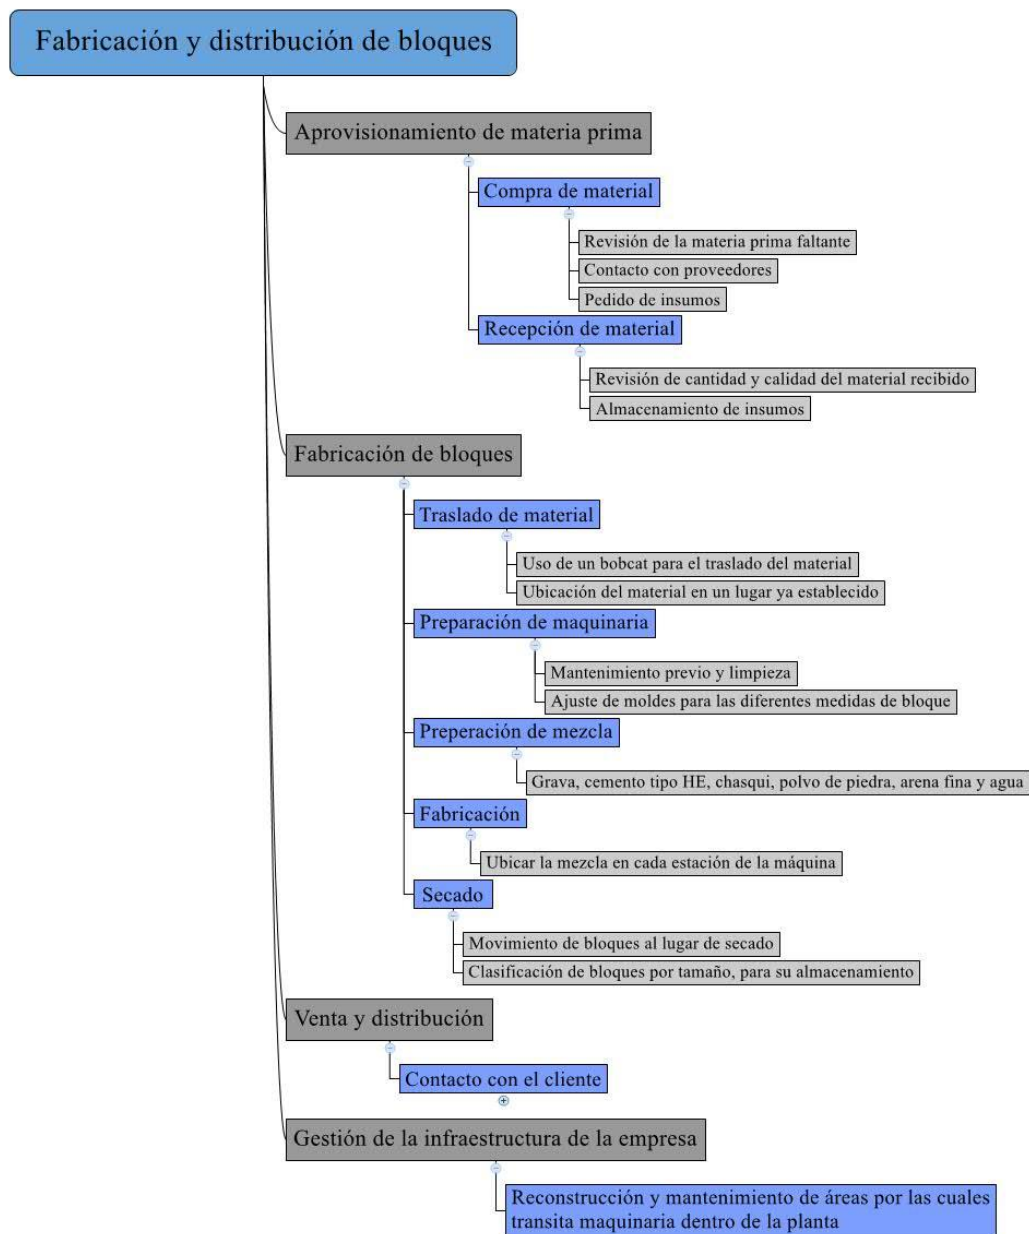 Fabricación y distribución de bloques
Aprovisionamiento de materia prima
Compra de material
Revisión de la materia prima faltante
Contacto con proveedores
Pedido de insumos
Recepción de material
Revisión de cantidad y calidad del material recibido
Almacenamiento de insumos
Fabricación de bloques
Traslado de material
Uso de un bobcat para el traslado del material
Ubicación del material en un lugar ya establecido
Preparación de maquinaria
Mantenimiento previo y limpieza
Ajuste de moldes para las diferentes medidas de bloque
Preperación de mezcla
Grava, cemento tipo HE, chasqui, polvo de piedra, arena fina y agua
Fabricación
Ubicar la mezcla en cada estación de la máquina
Secado
Movimiento de bloques al lugar de secado
Clasificación de bloques por tamaño, para su almacenamiento
Venta y distribución
Contacto con el cliente
Gestión de la infraestructura de la empresa
Reconstrucción y mantenimiento de áreas por las cuales
transita maquinaria dentro de la planta